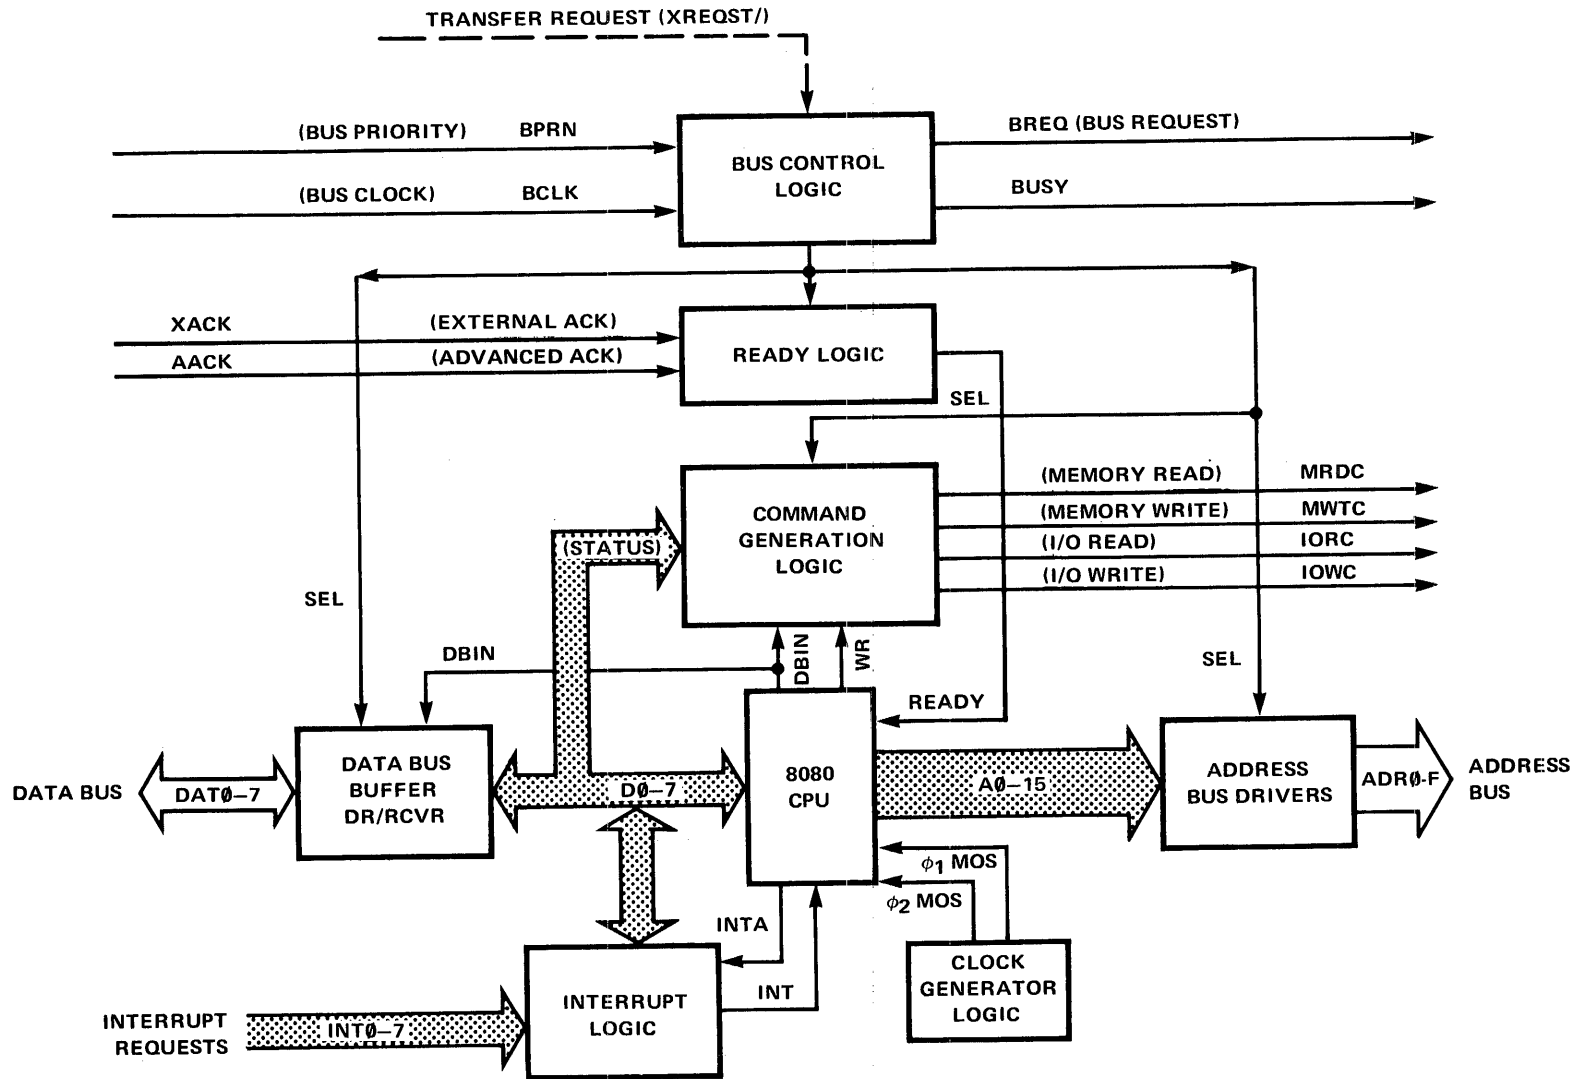 TRANSFER REQUEST (XREQST/)
(BUS PRIORITY) BPRN
BREQ (BUS REQUEST)
BUS CONTROL
LOGIC
(BUS CLOCK) BCLK
BUSY
XACK (EXTERNAL ACK)
AACK (ADVANCED ACK)
READY LOGIC
SEL
(MEMORY READ) MRDC
(MEMORY WRITE) MWTC
(I/O READ) IORC
(I/O WRITE) IOWC
COMMAND
GENERATION
LOGIC
(STATUS)
SEL
DBIN
DBIN
WR
SEL
READY
DATA BUS
DATØ–7
DATA BUS
BUFFER
DR/RCVR
DØ–7
8080
CPU
AØ–15
ADDRESS
BUS DRIVERS
ADRØ-F
ADDRESS
BUS
ϕ1 MOS
ϕ2 MOS
INTA
INT
CLOCK
GENERATOR
LOGIC
INTERRUPT
LOGIC
INTERRUPT
REQUESTS
INTØ–7